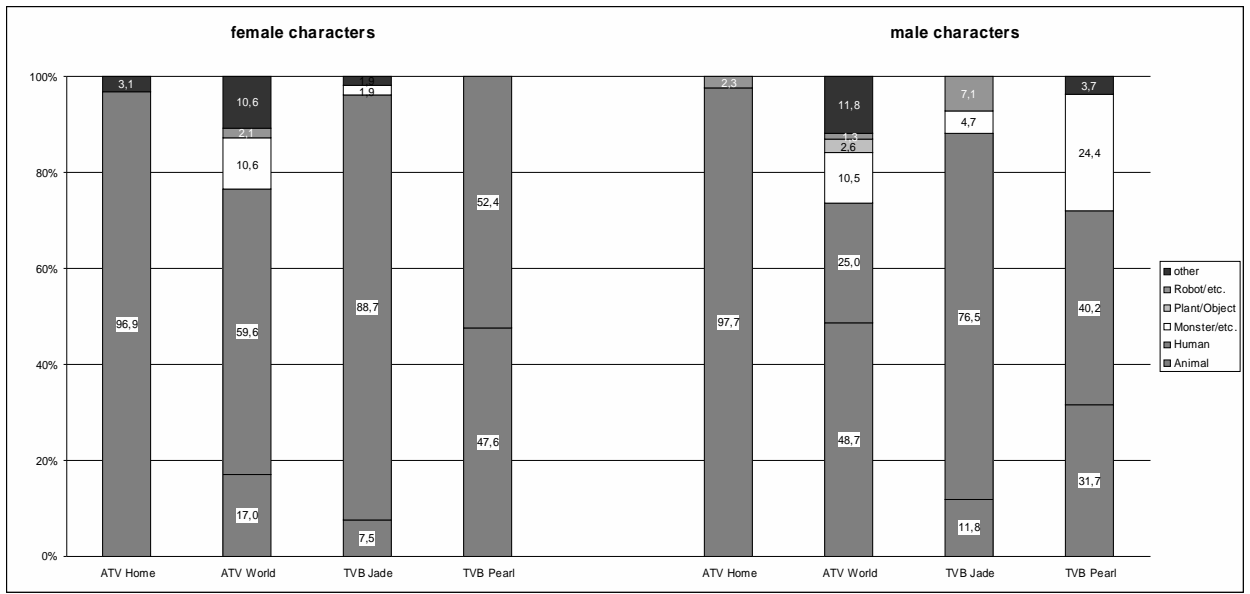 female characters
male characters
100%
80%
60%
40%
20%
0%
3,1
96,9
10,6
2,1
10,6
59,6
17,0
1,9
1,9
88,7
7,5
52,4
47,6
2,3
97,7
11,8
1,3
2,6
10,5
25,0
48,7
7,1
4,7
76,5
11,8
3,7
24,4
40,2
31,7
ATV Home
ATV World
TVB Jade
TVB Pearl
ATV Home
ATV World
TVB Jade
TVB Pearl
other
Robot/etc.
Plant/Object
Monster/etc.
Human
Animal